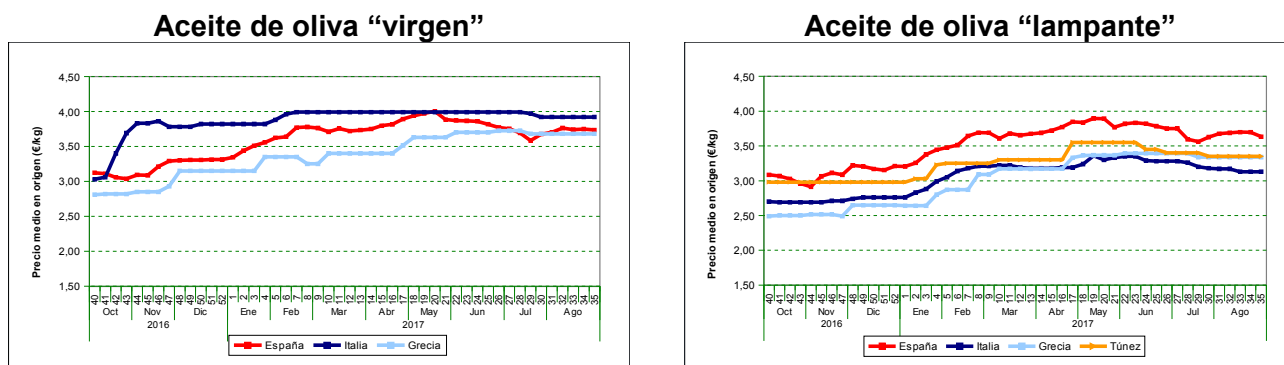 Aceite de oliva “virgen”
Precio medio en origen (€/kg)
4,50
4,00
3,50
3,00
2,50
2,00
1,50
40 41 42 43 44 45 46 47 48 49 50 51 52 1 2 3 4 5 6 7 8 9 10 11 12 13 14 15 16 17 18 19 20 21 22 23 24 25 26 27 28 29 30 31 32 33 34 35
Oct Nov Dic Ene Feb Mar Abr May Jun Jul Ago
2016 2017
España Italia Grecia
Aceite de oliva “lampante”
Precio medio en origen (€/kg)
4,50
4,00
3,50
3,00
2,50
2,00
1,50
40 41 42 43 44 45 46 47 48 49 50 51 52 1 2 3 4 5 6 7 8 9 10 11 12 13 14 15 16 17 18 19 20 21 22 23 24 25 26 27 28 29 30 31 32 33 34 35
Oct Nov Dic Ene Feb Mar Abr May Jun Jul Ago
2016 2017
España Italia Grecia Túnez